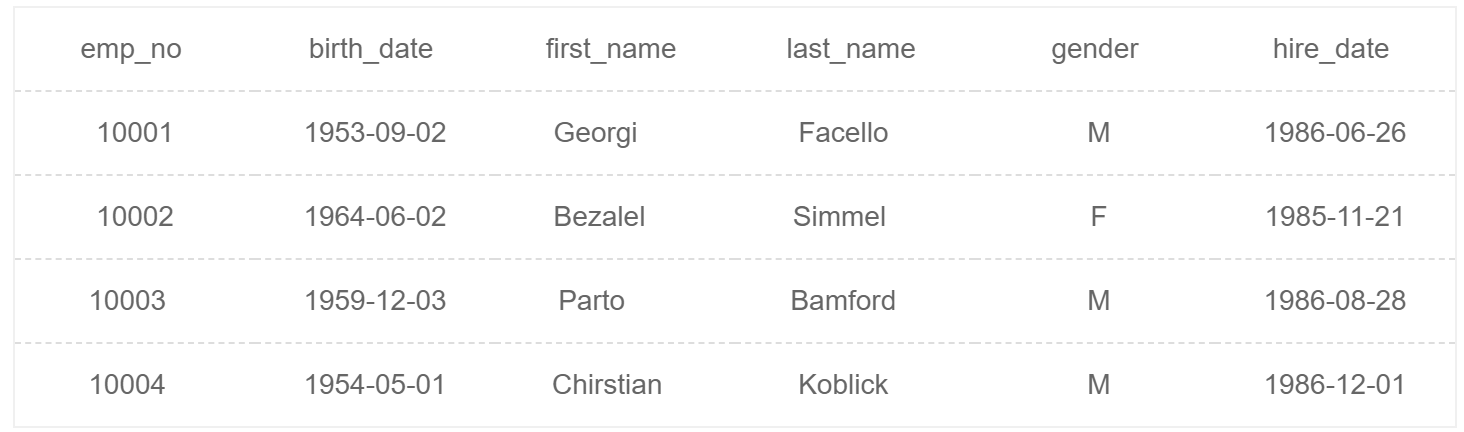 emp_no birth_date first_name last_name gender hire_date
10001 1953-09-02 Georgi Facello M 1986-06-26
10002 1964-06-02 Bezalel Simmel F 1985-11-21
10003 1959-12-03 Parto Bamford M 1986-08-28
10004 1954-05-01 Chirstian Koblick M 1986-12-01